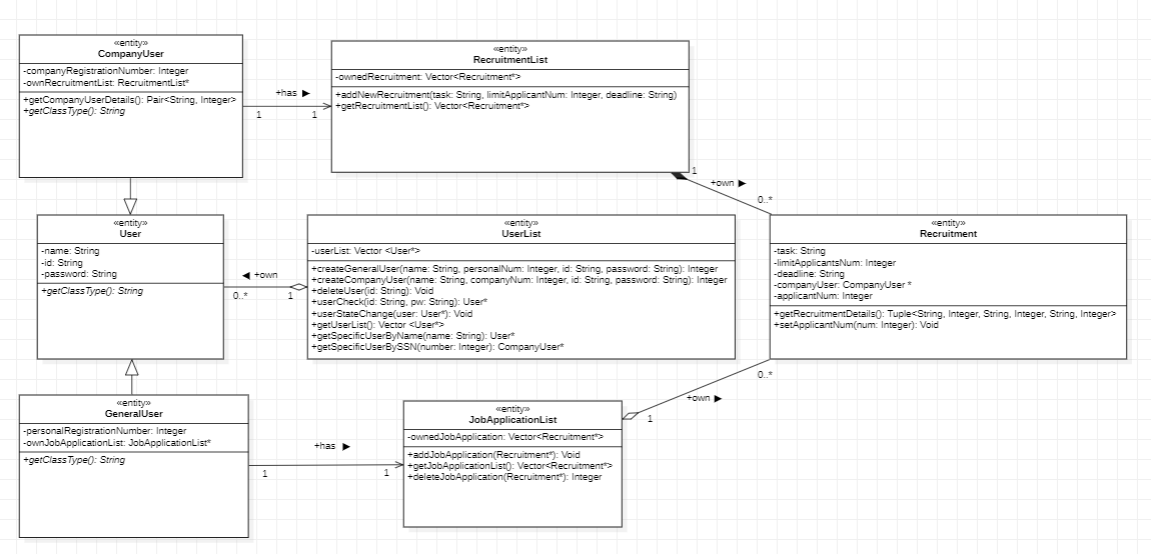 «entity»
CompanyUser
-companyRegistrationNumber: Integer
-ownRecruitmentList: RecruitmentList*
+getCompanyUserDetails(): Pair<String, Integer>
+getClassType(): String
+has ►
1
1
«entity»
RecruitmentList
-ownedRecruitment: Vector<Recruitment*>
+addNewRecruitment(task: String, limitApplicantNum: Integer, deadline: String)
+getRecruitmentList(): Vector<Recruitment*>
1
+own ►
0..*
«entity»
User
-name: String
-id: String
-password: String
+getClassType(): String
◄ +own
0..*
1
«entity»
UserList
-userList: Vector <User*>
+createGeneralUser(name: String, personalNum: Integer, id: String, password: String): Integer
+createCompanyUser(name: String, companyNum: Integer, id: String, password: String): Integer
+deleteUser(id: String): Void
+userCheck(id: String, pw: String): User*
+userStateChange(user: User*): Void
+getUserList(): Vector <User*>
+getSpecificUserByName(name: String): User*
+getSpecificUserBySSN(number: Integer): CompanyUser*
«entity»
Recruitment
-task: String
-limitApplicantsNum: Integer
-deadline: String
-companyUser: CompanyUser *
-applicantNum: Integer
+getRecruitmentDetails(): Tuple<String, Integer, String, Integer, String, Integer>
+setApplicantNum(num: Integer): Void
0..*
+own ►
1
«entity»
GeneralUser
-personalRegistrationNumber: Integer
-ownJobApplicationList: JobApplicationList*
+getClassType(): String
+has ►
1
1
«entity»
JobApplicationList
-ownedJobApplication: Vector<Recruitment*>
+addJobApplication(Recruitment*): Void
+getJobApplicationList(): Vector<Recruitment*>
+deleteJobApplication(Recruitment*): Integer